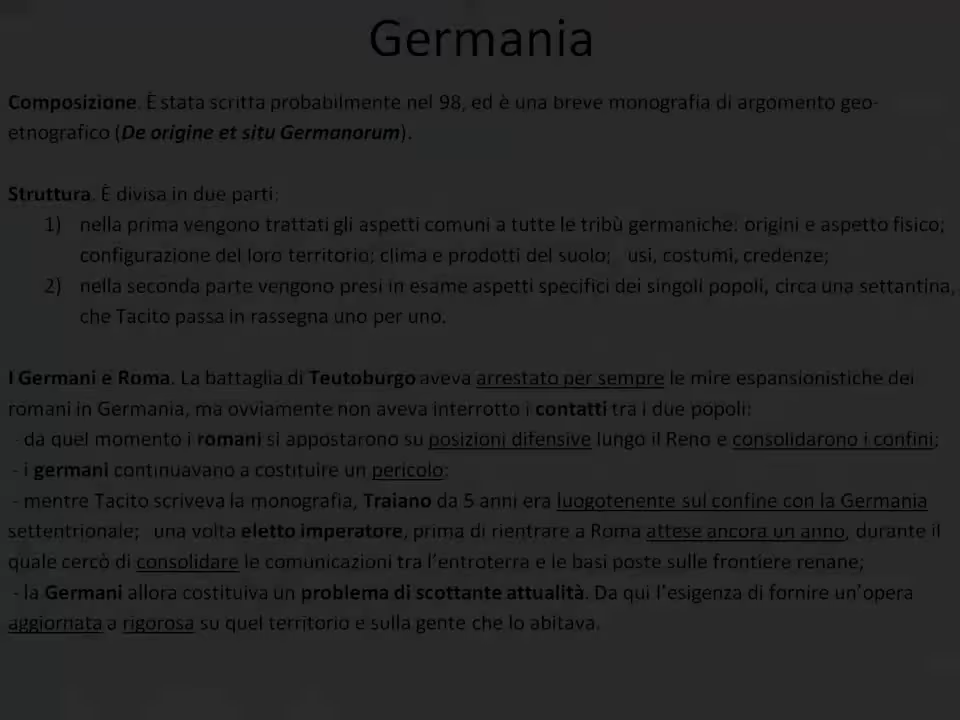 Germania
Composizione. È stata scritta probabilmente nel 98, ed è una breve monografia di argomento geo-
etnografico (De origine et situ Germanorum).
Struttura. È divisa in due parti:
1) nella prima vengono trattati gli aspetti comuni a tutte le tribù germaniche: origini e aspetto fisico;
configurazione del loro territorio; clima e prodotti del suolo; usi, costumi, credenze;
2) nella seconda parte vengono presi in esame aspetti specifici dei singoli popoli, circa una settantina,
che Tacito passa in rassegna uno per uno.
I Germani e Roma. La battaglia di Teutoburgo aveva arrestato per sempre le mire espansionistiche dei
romani in Germania, ma ovviamente non aveva interrotto i contatti tra i due popoli:
- da quel momento i romani si appostarono su posizioni difensive lungo il Reno e consolidarono i confini;
- i germani continuavano a costituire un pericolo;
- mentre Tacito scriveva la monografia, Traiano da 5 anni era luogotenente sul confine con la Germania
settentrionale; una volta eletto imperatore, prima di rientrare a Roma attese ancora un anno, durante il
quale cercò di consolidare le comunicazioni tra l'entroterra e le basi poste sulle frontiere renane;
- la Germani allora costituiva un problema di scottante attualità. Da qui l'esigenza di fornire un'opera
aggiornata a rigorosa su quel territorio e sulla gente che lo abitava.